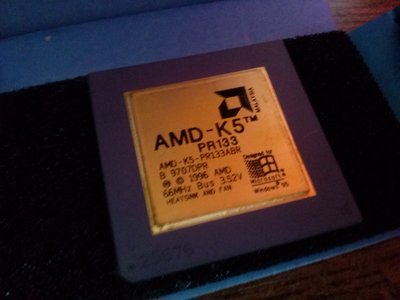 MALAYSIA
AMD-K5™
PR133
AMD-K5-PR133ABR
B 9707DPR
Ⓜ © 1996 AMD
66MHz Bus 3.52V
HEATSINK AND FAN
Designed for
Microsoft®
Windows® 95